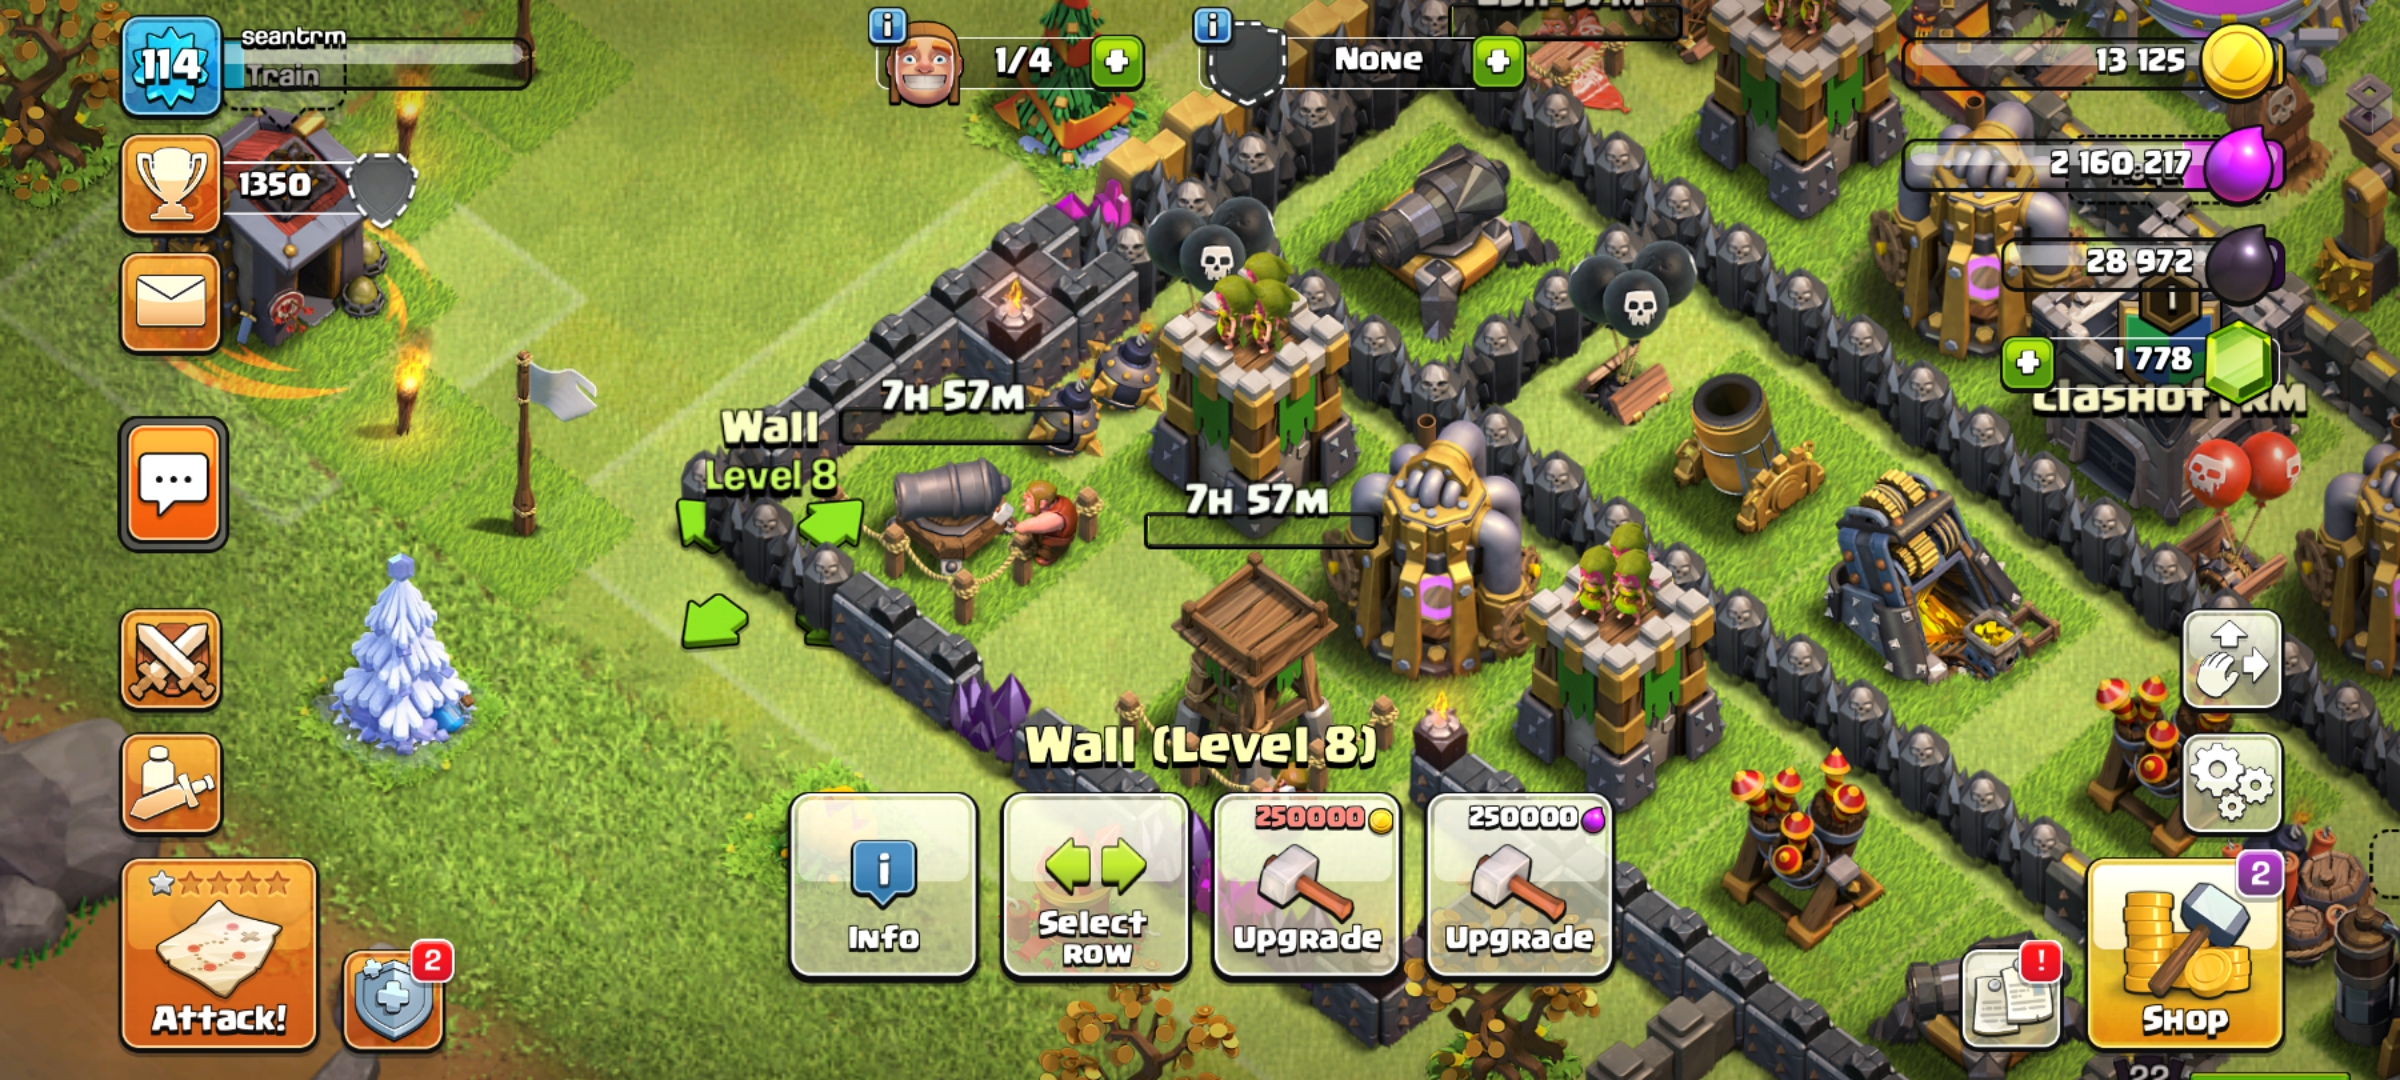 114
seantrm
Train
1350
1/4
None
13 125
2 160 217
28 972
1 778
7H 57M
Wall
Level 8
7H 57M
Wall (Level 8)
Info
Select
Row
250000
Upgrade
250000
Upgrade
Attack!
2
!
2
Shop
22